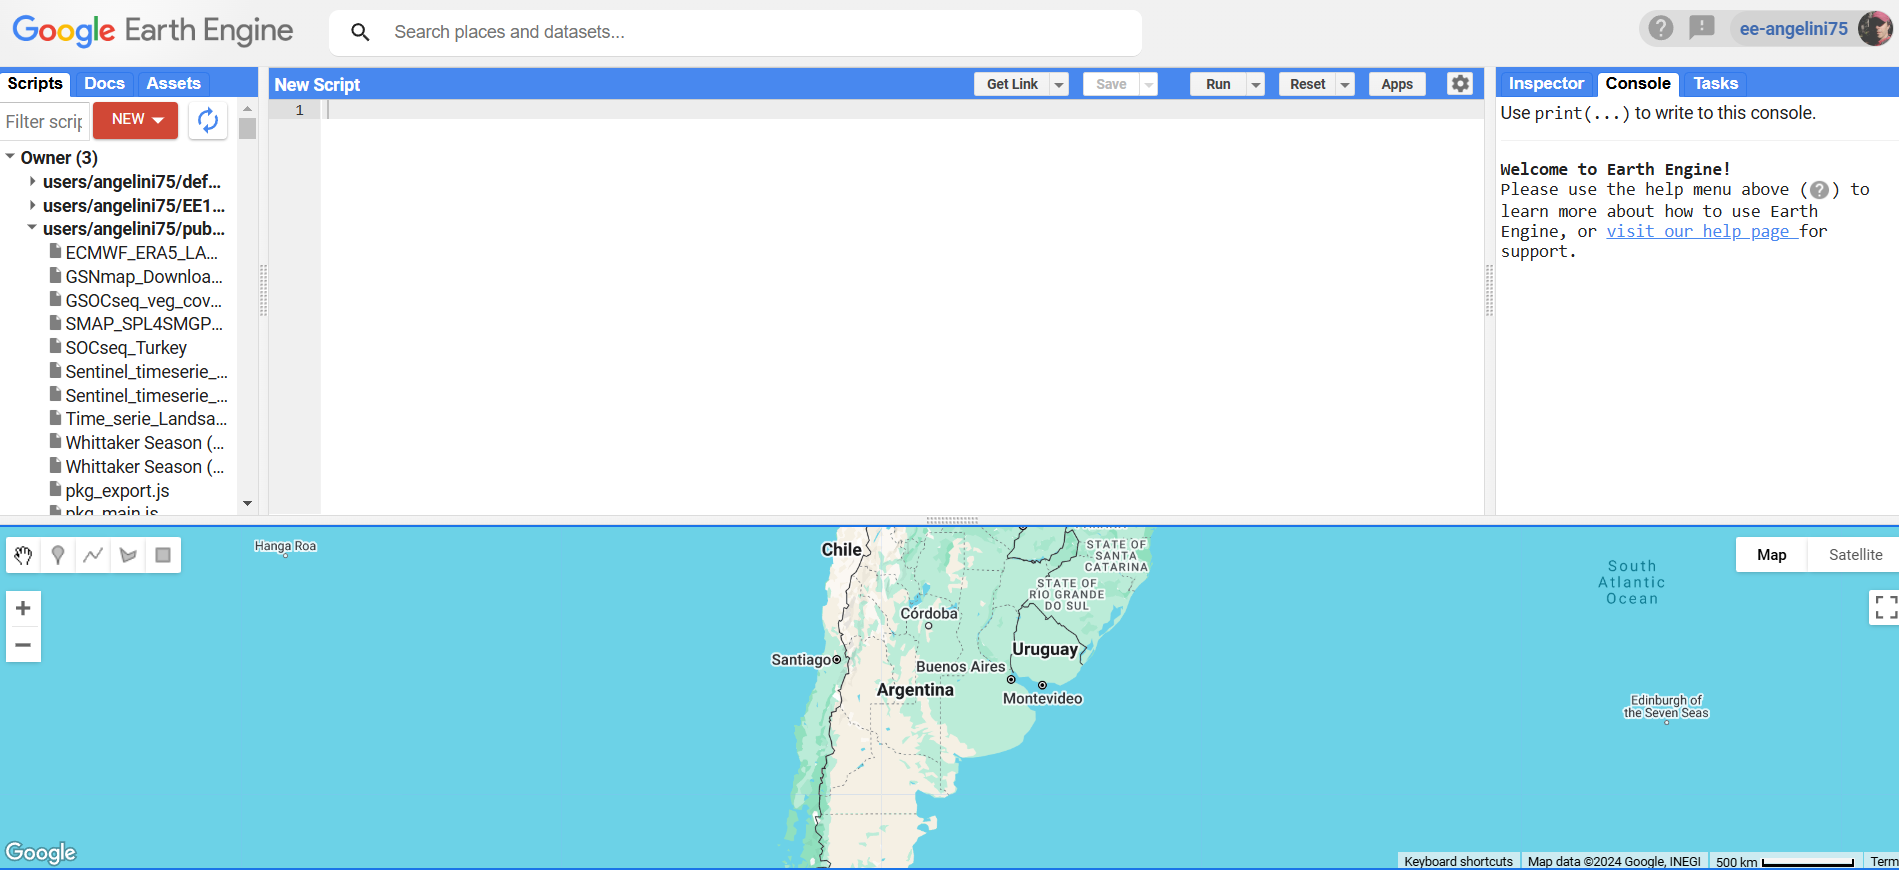 Google Earth Engine
Search places and datasets...
ee-angelini75
Scripts Docs Assets
Filter scrip
NEW
Owner (3)
users/angelini75/def...
users/angelini75/EE1...
users/angelini75/pub...
ECMWF_ERA5_LA...
GSNmap_Downloa...
GSOCseq_veg_cov...
SMAP_SPL4SMGP...
SOCseq_Turkey
Sentinel_timeserie_...
Sentinel_timeserie_...
Time_serie_Landsa...
Whittaker Season (...
Whittaker Season (...
pkg_export.js
pkg_main.js
New Script
Get Link Save Run Reset Apps
1
Inspector Console Tasks
Use print(...) to write to this console.
Welcome to Earth Engine!
Please use the help menu above (?) to
learn more about how to use Earth
Engine, or visit our help page for
support.
Hanga Roa
Chile
STATE OF
SANTA
CATARINA
STATE OF
RIO GRANDE
DO SUL
Córdoba
Uruguay
Santiago
Buenos Aires
Argentina
Montevideo
Map Satellite
South
Atlantic
Ocean
Edinburgh of
the Seven Seas
Google
Keyboard shortcuts Map data ©2024 Google, INEGI 500 km Term